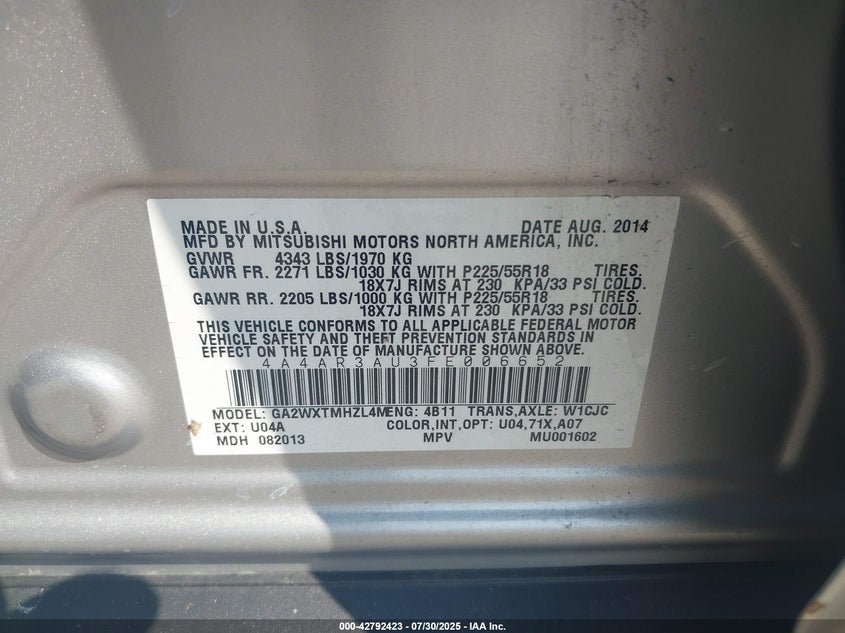 MADE IN U.S.A. DATE AUG. 2014
MFD BY MITSUBISHI MOTORS NORTH AMERICA, INC.
GVWR 4343 LBS/1970 KG
GAWR FR. 2271 LBS/1030 KG WITH P225/55R18 TIRES.
18X7J RIMS AT 230 KPA/33 PSI COLD.
GAWR RR. 2205 LBS/1000 KG WITH P225/55R18 TIRES.
18X7J RIMS AT 230 KPA/33 PSI COLD.
THIS VEHICLE CONFORMS TO ALL APPLICABLE FEDERAL MOTOR
VEHICLE SAFETY AND THEFT PREVENTION STANDARDS IN
EFFECT ON THE DATE OF MANUFACTURE SHOWN ABOVE.
4A4AR3AU3FE006652
MODEL: GA2WXTMHZL4M ENG: 4B11 TRANS,AXLE: W1CJC
EXT: U04A COLOR,INT,OPT: U04,71X,A07
MDH 082013 MPV MU001602
000-42792423 - 07/30/2025 - IAA Inc.